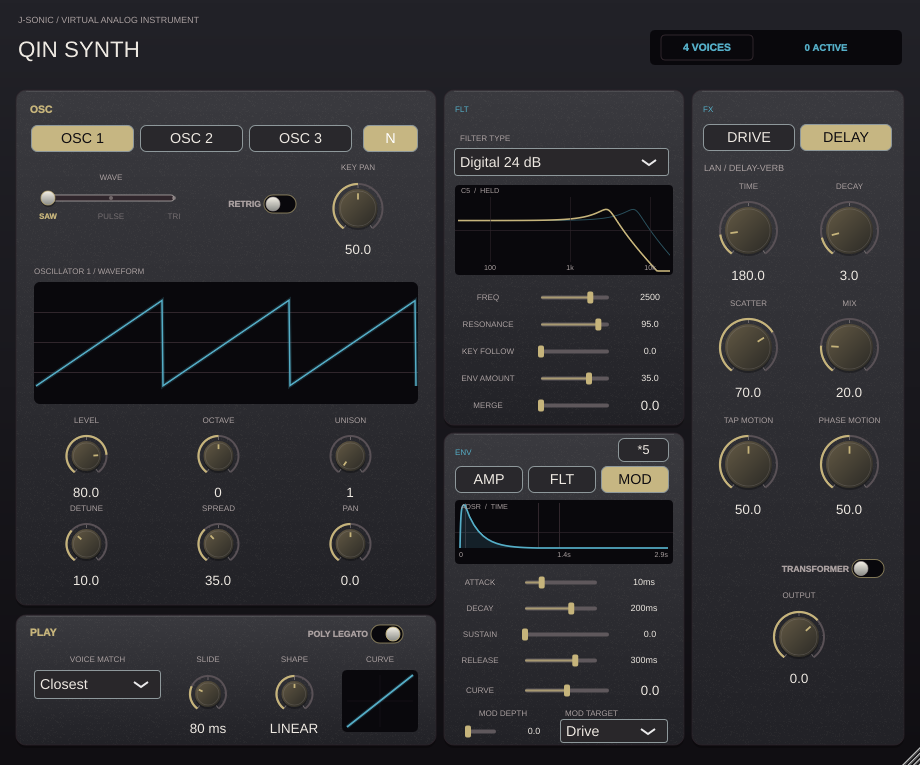 J-SONIC / VIRTUAL ANALOG INSTRUMENT
QIN SYNTH
4 VOICES
0 ACTIVE
OSC
OSC 1
OSC 2
OSC 3
N
WAVE
SAW
PULSE
TRI
RETRIG
KEY PAN
50.0
OSCILLATOR 1 / WAVEFORM
LEVEL
OCTAVE
UNISON
80.0
0
1
DETUNE
SPREAD
PAN
10.0
35.0
0.0
PLAY
POLY LEGATO
VOICE MATCH
SLIDE
SHAPE
CURVE
Closest
80 ms
LINEAR
FLT
FILTER TYPE
Digital 24 dB
C5 / HELD
100
1k
10k
FREQ
2500
RESONANCE
95.0
KEY FOLLOW
0.0
ENV AMOUNT
35.0
MERGE
0.0
ENV
*5
AMP
FLT
MOD
ADSR / TIME
0
1.4s
2.9s
ATTACK
10ms
DECAY
200ms
SUSTAIN
0.0
RELEASE
300ms
CURVE
0.0
MOD DEPTH
MOD TARGET
0.0
Drive
FX
DRIVE
DELAY
LAN / DELAY-VERB
TIME
DECAY
180.0
3.0
SCATTER
MIX
70.0
20.0
TAP MOTION
PHASE MOTION
50.0
50.0
TRANSFORMER
OUTPUT
0.0